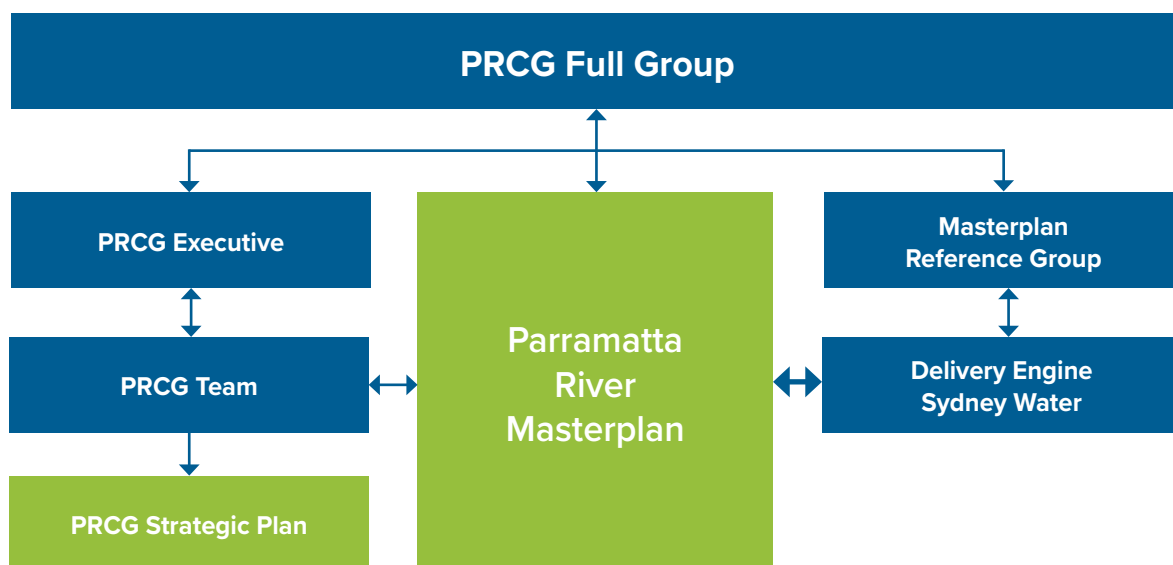 PRCG Full Group
PRCG Executive
Masterplan
Reference Group
Parramatta
River
Masterplan
PRCG Team
Delivery Engine
Sydney Water
PRCG Strategic Plan